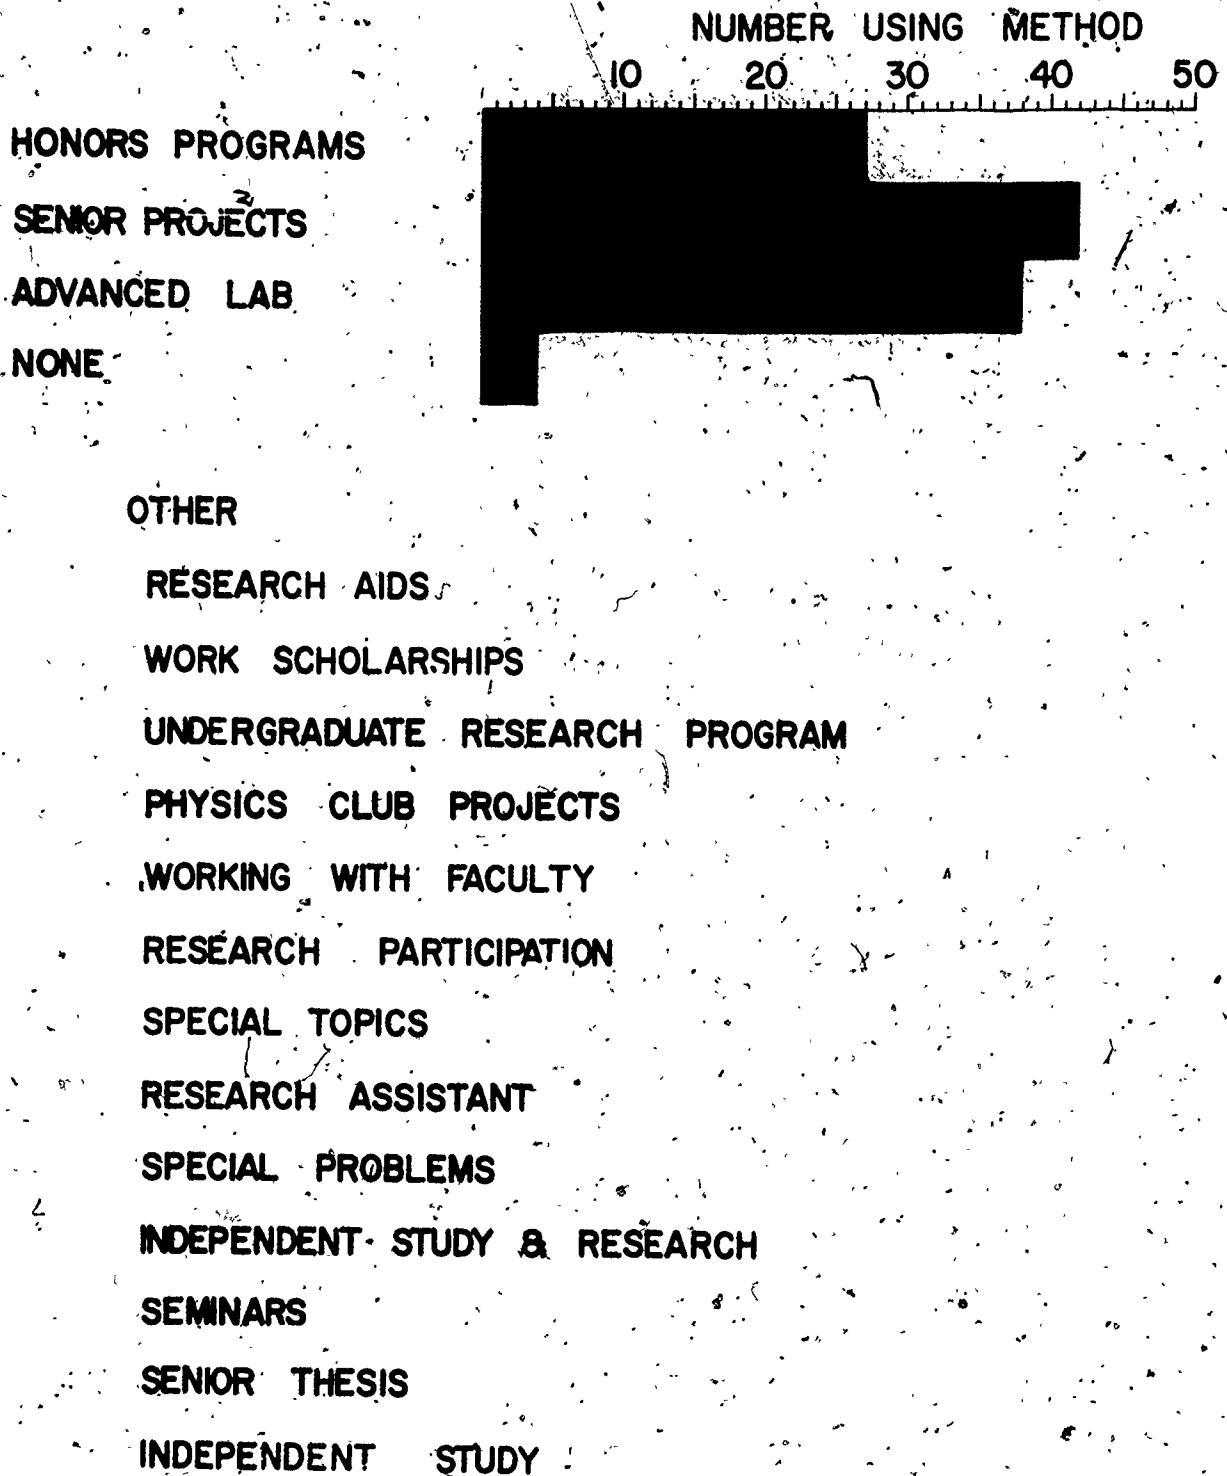 NUMBER USING METHOD
10 20 30 40 50
HONORS PROGRAMS
SENIOR PROJECTS
ADVANCED LAB
NONE
OTHER
RESEARCH AIDS
WORK SCHOLARSHIPS
UNDERGRADUATE RESEARCH PROGRAM
PHYSICS CLUB PROJECTS
WORKING WITH FACULTY
RESEARCH PARTICIPATION
SPECIAL TOPICS
RESEARCH ASSISTANT
SPECIAL PROBLEMS
INDEPENDENT STUDY & RESEARCH
SEMINARS
SENIOR THESIS
INDEPENDENT STUDY